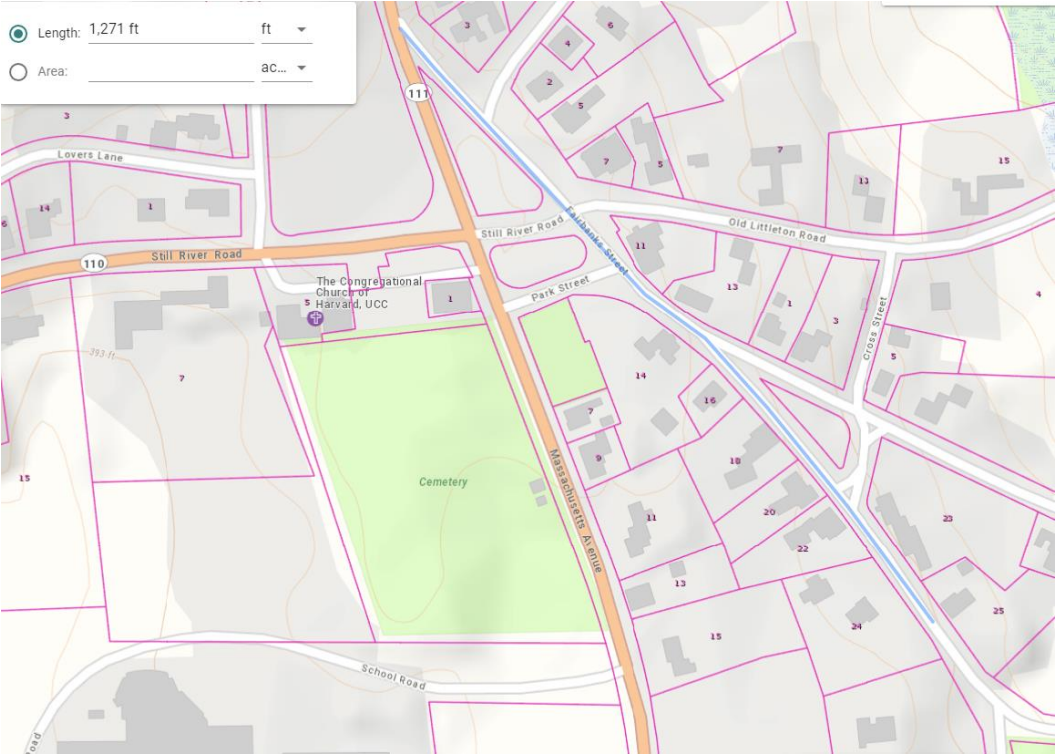 Length: 1,271 ft ft
Area: ac...
3
6
4
2
5
111
3
Lovers Lane
7
5
7
13
15
14
1
6
Still River Road
Fairbanks Street
Old Littleton Road
11
110
Still River Road
The Congregational
Church of
Harvard, UCC
5
1
Park Street
13
1
3
4
Cross Street
5
393 ft
7
14
16
7
9
15
Cemetery
Massachusetts Avenue
18
20
11
22
23
13
25
15
24
School Road
Road